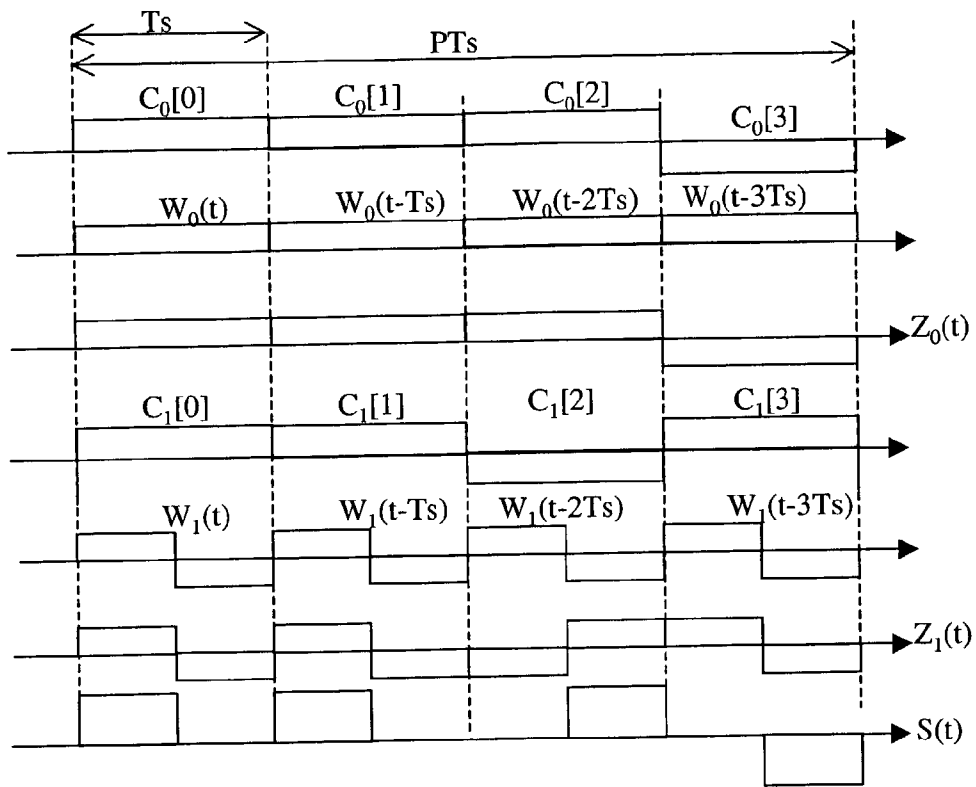 Ts
PTs
C₀[0] C₀[1] C₀[2] C₀[3]
W₀(t) W₀(t-Ts) W₀(t-2Ts) W₀(t-3Ts)
Z₀(t)
C₁[0] C₁[1] C₁[2] C₁[3]
W₁(t) W₁(t-Ts) W₁(t-2Ts) W₁(t-3Ts)
Z₁(t)
S(t)